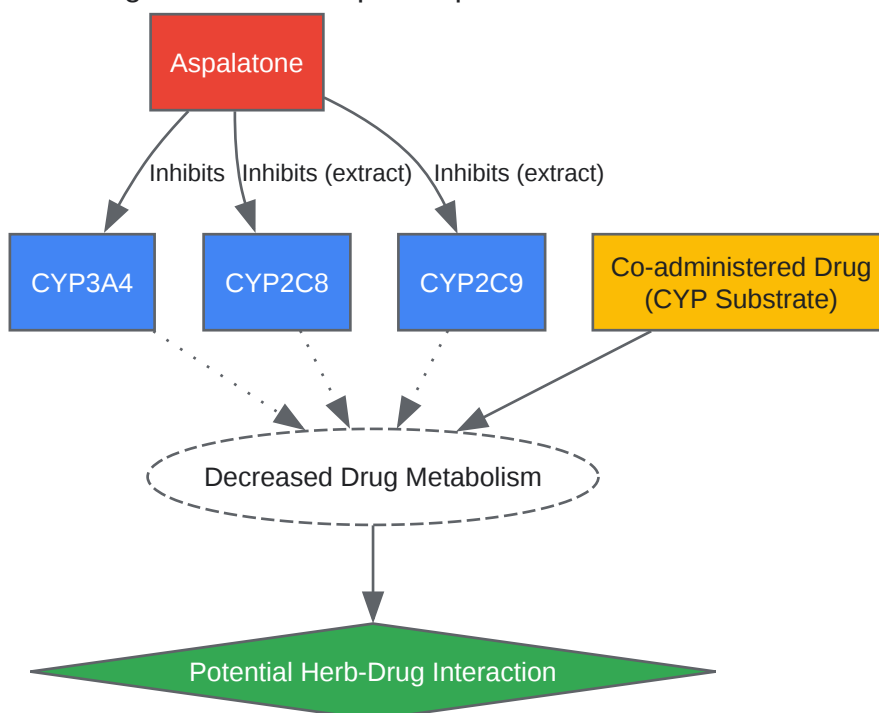 Aspalatone
Inhibits
Inhibits (extract)
Inhibits (extract)
CYP3A4
CYP2C8
CYP2C9
Co-administered Drug
(CYP Substrate)
Decreased Drug Metabolism
Potential Herb-Drug Interaction